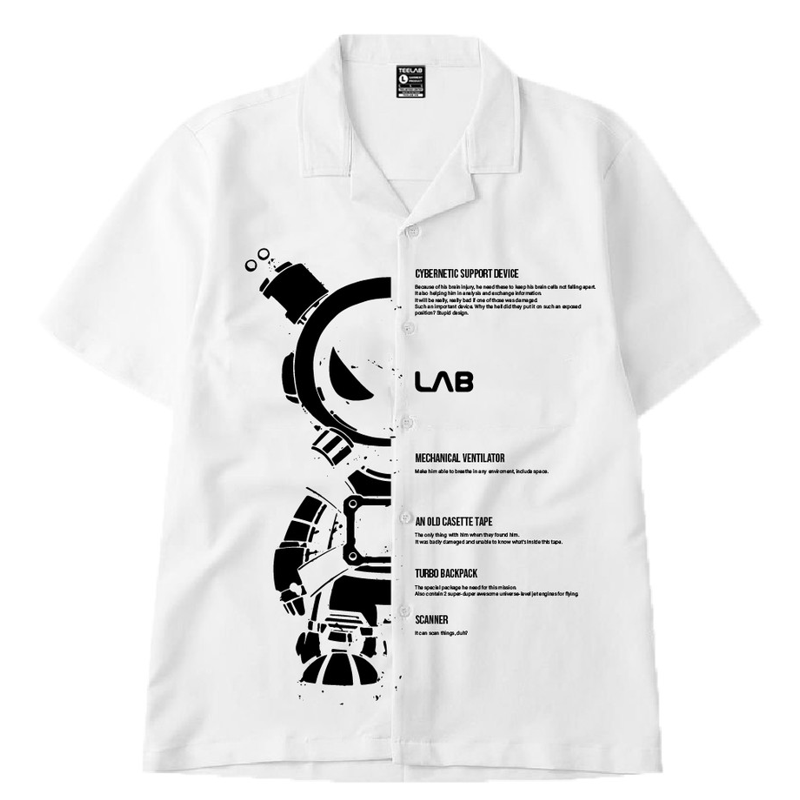 TEELAB
L
CYBERNETIC SUPPORT DEVICE
Because of his brain injury, he need these to keep his brain cells not falling apart.
It also helping him in analysis and exchange information.
It will be really, really bad if one of those was damaged.
Such an important device. Why the hell did they put it on such an exposed
position? Stupid design.
LAB
MECHANICAL VENTILATOR
Make him able to breathe in any enviroment, include space.
AN OLD CASETTE TAPE
The only thing with him when they found him.
It was badly damaged and unable to know what's inside this tape.
TURBO BACKPACK
The special package he need for this mission.
Also contain 2 super-duper awesome universe-level jet engines for flying.
SCANNER
It can scan things, duh?